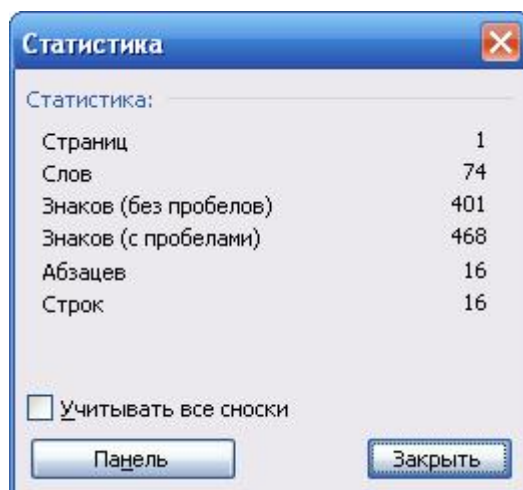 Статистика
Статистика:
Страниц 1
Слов 74
Знаков (без пробелов) 401
Знаков (с пробелами) 468
Абзацев 16
Строк 16
Учитывать все сноски
Панель Закрыть